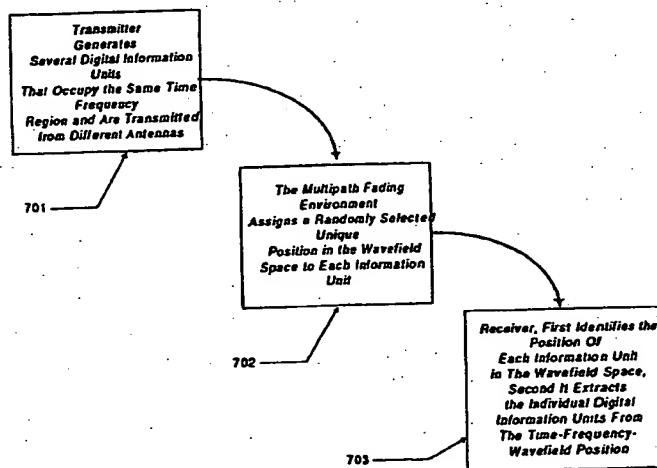 Transmitter
Generates
Several Digital Information
Units
That Occupy the Same Time
Frequency
Region and Are Transmitted
from Different Antennas
701
The Multipath Fading
Environment
Assigns a Randomly Selected
Unique
Position in the Wavefield
Space to Each Information
Unit
702
Receiver, First Identifies the
Position Of
Each Information Unit
in The Wavefield Space,
Second It Extracts
the Individual Digital
Information Units From
The Time-Frequency-
Wavefield Position
703